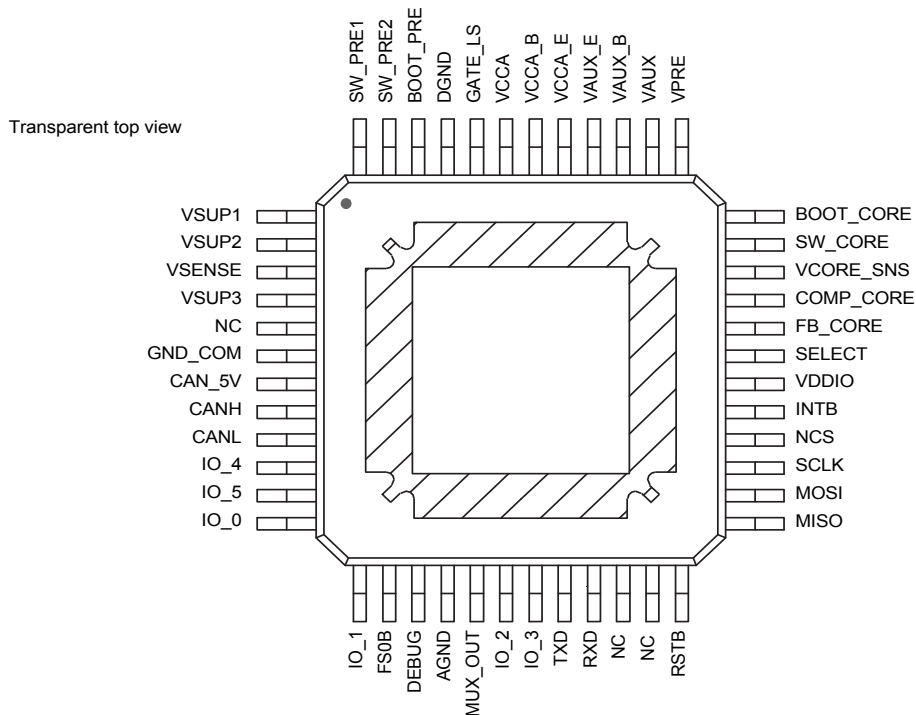 SW_PRE1
SW_PRE2
BOOT_PRE
DGND
GATE_LS
VCCA
VCCA_B
VCCA_E
VAUX_E
VAUX_B
VAUX
VPRE
Transparent top view
VSUP1
VSUP2
VSENSE
VSUP3
NC
GND_COM
CAN_5V
CANH
CANL
IO_4
IO_5
IO_0
BOOT_CORE
SW_CORE
VCORE_SNS
COMP_CORE
FB_CORE
SELECT
VDDIO
INTB
NCS
SCLK
MOSI
MISO
IO_1
FS0B
DEBUG
AGND
MUX_OUT
IO_2
IO_3
TXD
RXD
NC
NC
RSTB